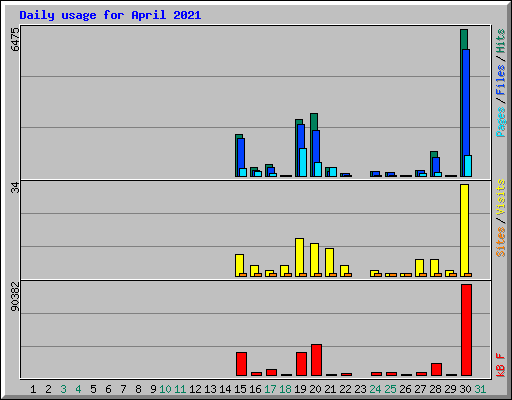 Daily usage for April 2021
6475
Pages / Files / Hits
34
Sites / Visits
90382
kB F
1 2 3 4 5 6 7 8 9 10 11 12 13 14 15 16 17 18 19 20 21 22 23 24 25 26 27 28 29 30 31